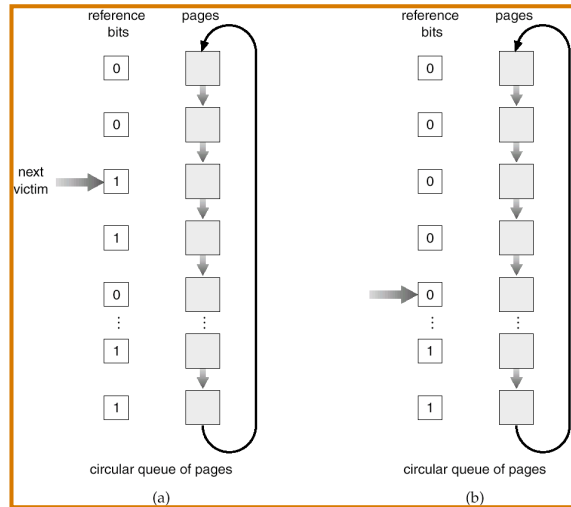 reference bits
pages
0
0
next victim
1
1
0
1
1
circular queue of pages
(a)
reference bits
pages
0
0
0
0
0
1
1
circular queue of pages
(b)